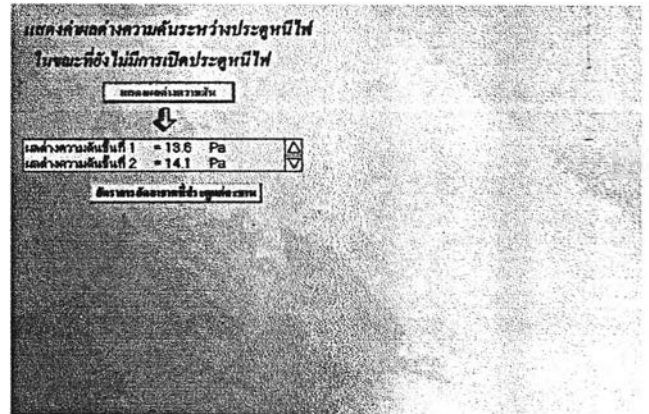 แสดงค่าผลต่างความดันระหว่างประตูหนีไฟ
ในขณะที่ยังไม่มีการเปิดประตูหนีไฟ
แสดงผลต่างความดัน
ผลต่างความดันชั้นที่ 1 = 13.6 Pa
ผลต่างความดันชั้นที่ 2 = 14.1 Pa